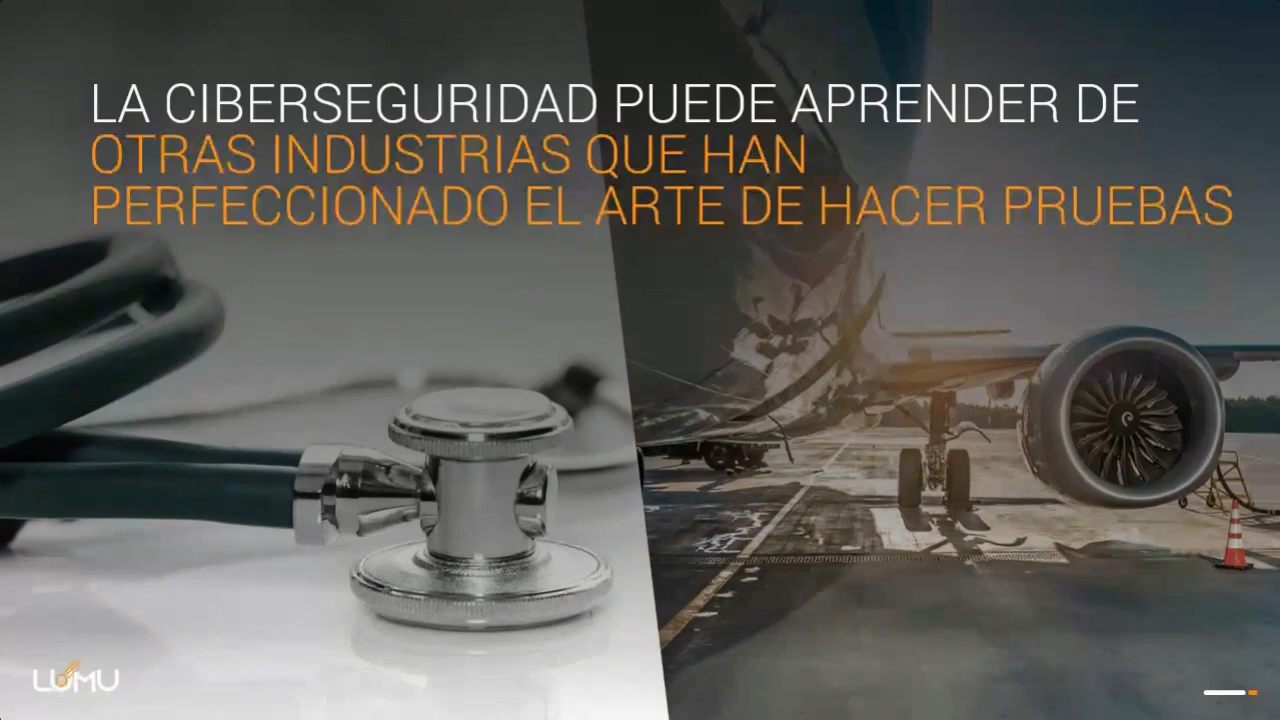 LA CIBERSEGURIDAD PUEDE APRENDER DE
OTRAS INDUSTRIAS QUE HAN
PERFECCIONADO EL ARTE DE HACER PRUEBAS
LUMU